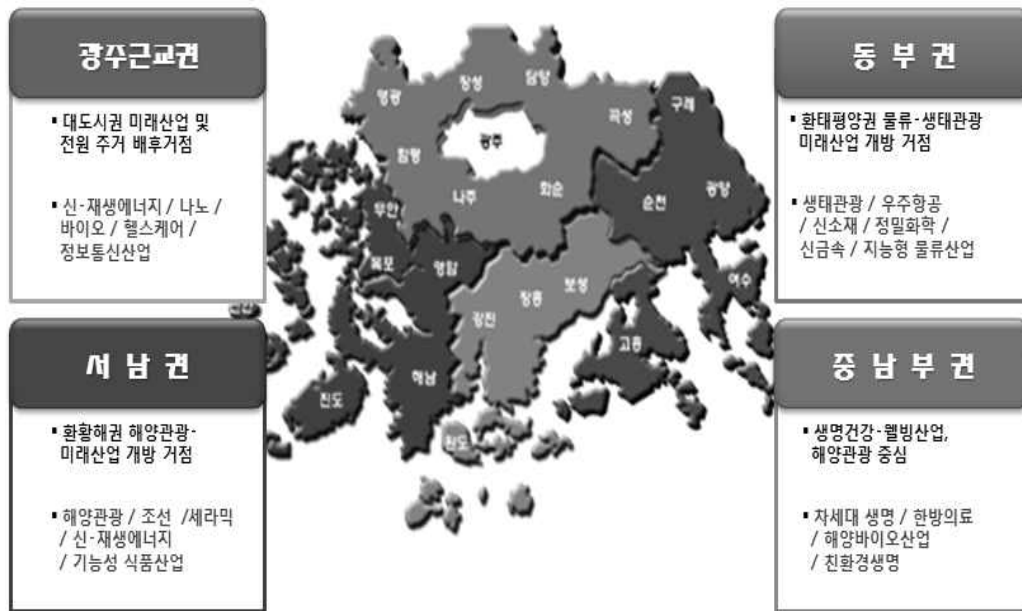 광주근교권
▪ 대도시권 미래산업 및
전원 주거 배후거점
▪ 신-재생에너지 / 나노 /
바이오 / 헬스케어 /
정보통신산업
서 남 권
▪ 환황해권 해양관광-
미래산업 개방 거점
▪ 해양관광 / 조선 /세라믹
/ 신-재생에너지
/ 기능성 식품산업
장성
담양
영광
곡성
구례
광주
함평
나주
화순
순천
광양
무안
목포
영암
강진
장흥
보성
여수
고흥
해남
진도
완도
신안
동 부 권
▪ 환태평양권 물류-생태관광
미래산업 개방 거점
▪ 생태관광 / 우주항공
/ 신소재 / 정밀화학 /
신금속 / 지능형 물류산업
중 남 부 권
▪ 생명건강-웰빙산업,
해양관광 중심
▪ 차세대 생명 / 한방의료
/ 해양바이오산업
/ 친환경생명